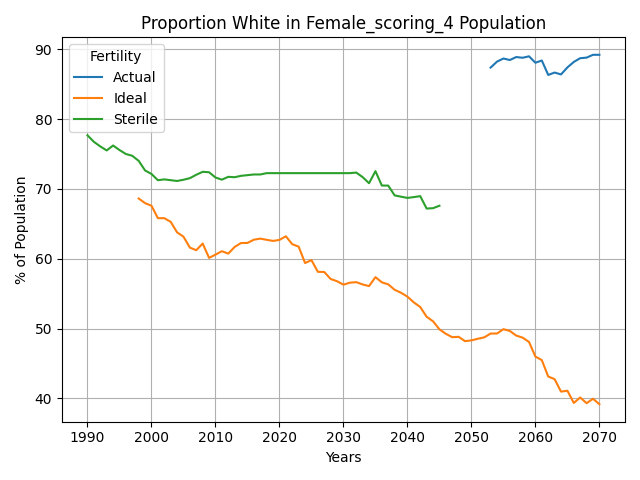 Proportion White in Female_scoring_4 Population
Fertility
Actual
Ideal
Sterile
% of Population
90
80
70
60
50
40
1990 2000 2010 2020 2030 2040 2050 2060 2070
Years